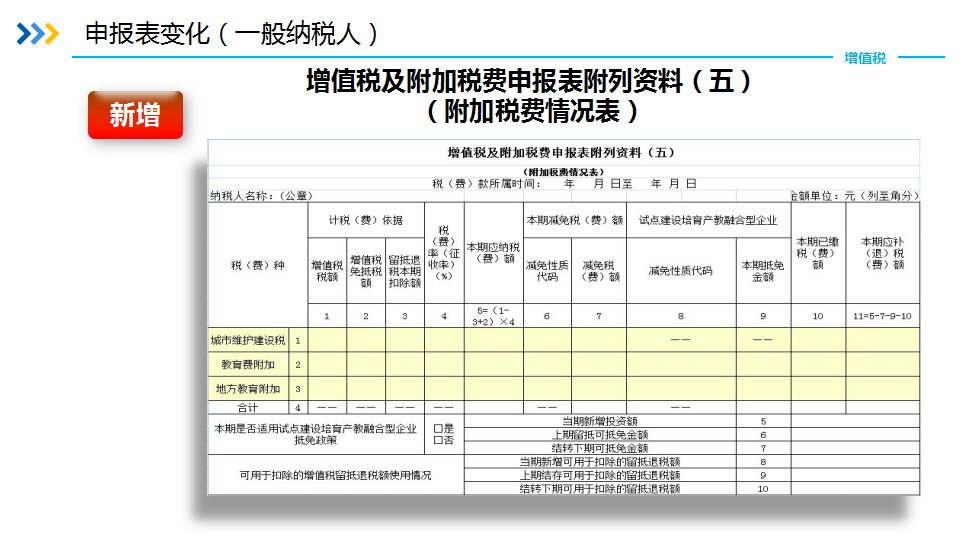 申报表变化（一般纳税人）
增值税
新增
增值税及附加税费申报表附列资料（五）
（附加税费情况表）
增值税及附加税费申报表附列资料（五）
（附加税费情况表）
税（费）款所属时间： 年 月 日至 年 月 日
纳税人名称：（公章） 金额单位：元（列至角分）
税（费）种 计税（费）依据 税（费）率（征收率）（%） 本期应纳税（费）额 本期减免税（费）额 试点建设培育产教融合型企业 本期已缴税（费）额 本期应补（退）税（费）额
增值税税额 增值税免抵税额 留抵退税本期扣除额 减免性质代码 减免税（费）额 减免性质代码 本期抵免金额
1 2 3 4 5=（1-3+2）×4 6 7 8 9 10 11=5-7-9-10
城市维护建设税 1 —— ——
教育费附加 2
地方教育附加 3
合计 4 —— —— —— —— —— ——
本期是否适用试点建设培育产教融合型企业抵免政策 □是 □否
当期新增投资额 5
上期留抵可抵免金额 6
结转下期可抵免金额 7
可用于扣除的增值税留抵退税额使用情况
当期新增可用于扣除的留抵退税额 8
上期结存可用于扣除的留抵退税额 9
结转下期可用于扣除的留抵退税额 10